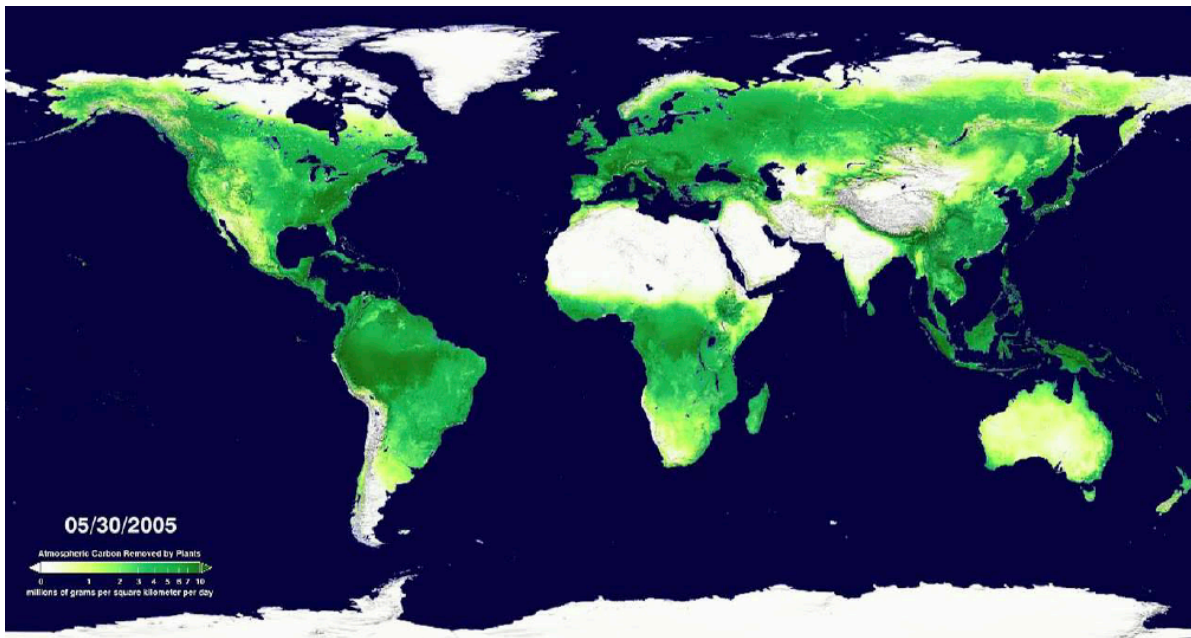 05/30/2005
Atmospheric Carbon Removed by Plants
0 1 2 3 4 5 6 7 10
millions of grams per square kilometer per day